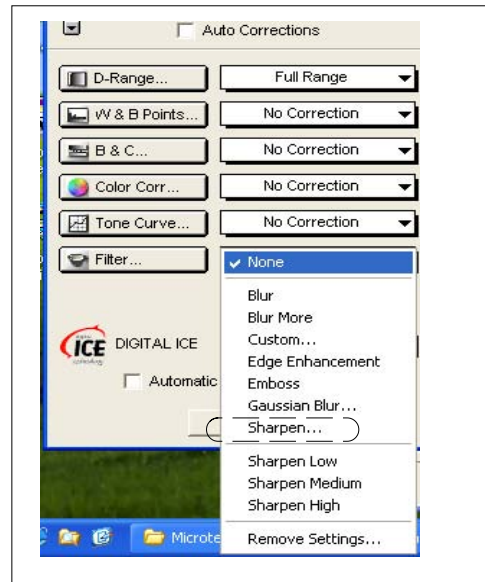 Auto Corrections
D-Range... Full Range
W & B Points... No Correction
B & C... No Correction
Color Corr... No Correction
Tone Curve... No Correction
Filter... None
Blur
Blur More
Custom...
Edge Enhancement
Emboss
ICE DIGITAL ICE
Automatic
Gaussian Blur...
Sharpen...
Sharpen Low
Sharpen Medium
Sharpen High
Remove Settings...
Microte